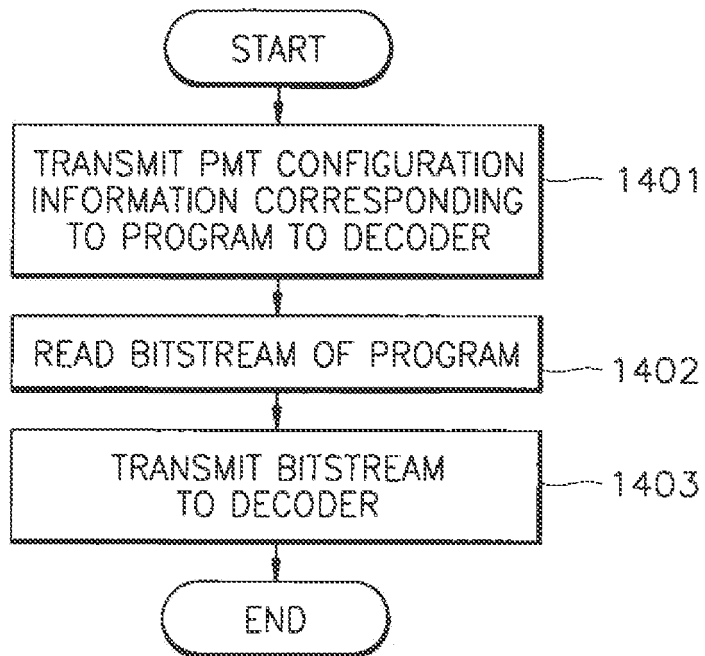 START
TRANSMIT PMT CONFIGURATION
INFORMATION CORRESPONDING
TO PROGRAM TO DECODER
1401
READ BITSTREAM OF PROGRAM
1402
TRANSMIT BITSTREAM
TO DECODER
1403
END